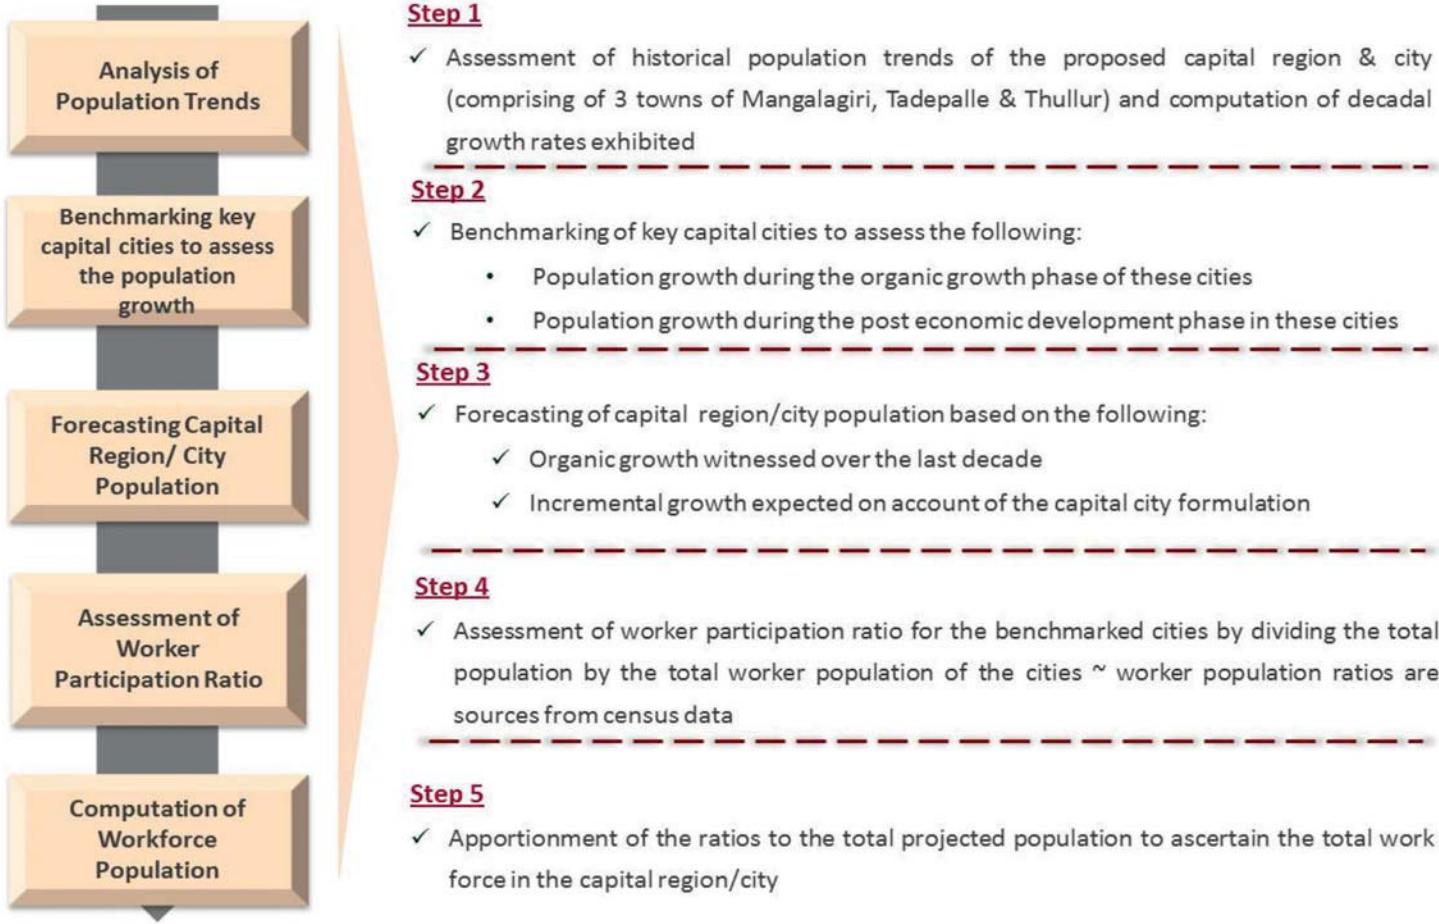 Analysis of
Population Trends
Benchmarking key
capital cities to assess
the population
growth
Forecasting Capital
Region/ City
Population
Assessment of
Worker
Participation Ratio
Computation of
Workforce
Population
Step 1
✓ Assessment of historical population trends of the proposed capital region & city
(comprising of 3 towns of Mangalagiri, Tadepalle & Thullur) and computation of decadal
growth rates exhibited
Step 2
✓ Benchmarking of key capital cities to assess the following:
• Population growth during the organic growth phase of these cities
• Population growth during the post economic development phase in these cities
Step 3
✓ Forecasting of capital region/city population based on the following:
✓ Organic growth witnessed over the last decade
✓ Incremental growth expected on account of the capital city formulation
Step 4
✓ Assessment of worker participation ratio for the benchmarked cities by dividing the total
population by the total worker population of the cities ~ worker population ratios are
sources from census data
Step 5
✓ Apportionment of the ratios to the total projected population to ascertain the total work
force in the capital region/city